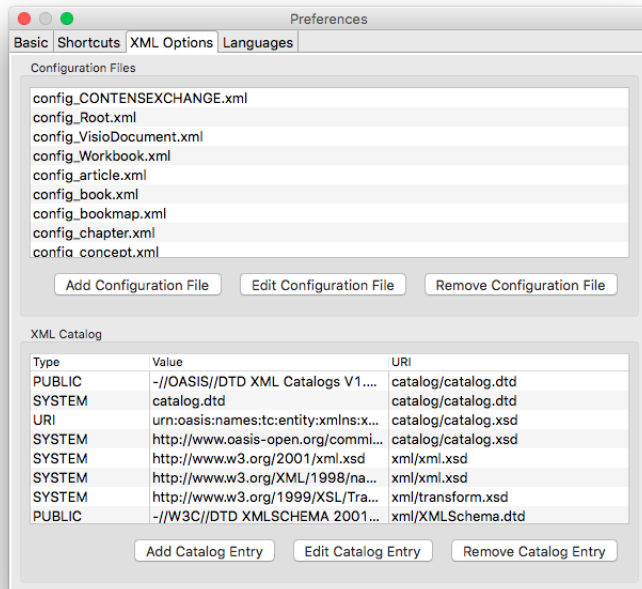 Preferences
Basic Shortcuts XML Options Languages
Configuration Files
config_CONTENSEXCHANGE.xml
config_Root.xml
config_VisioDocument.xml
config_Workbook.xml
config_article.xml
config_book.xml
config_bookmap.xml
config_chapter.xml
config_concept.xml
Add Configuration File Edit Configuration File Remove Configuration File
XML Catalog
Type Value URI
PUBLIC -//OASIS//DTD XML Catalogs V1.... catalog/catalog.dtd
SYSTEM catalog.dtd catalog/catalog.dtd
URI urn:oasis:names:tc:entity:xmlns:x... catalog/catalog.xsd
SYSTEM http://www.oasis-open.org/commi... catalog/catalog.xsd
SYSTEM http://www.w3.org/2001/xml.xsd xml/xml.xsd
SYSTEM http://www.w3.org/XML/1998/na... xml/xml.xsd
SYSTEM http://www.w3.org/1999/XSL/Tra... xml/transform.xsd
PUBLIC -//W3C//DTD XMLSCHEMA 2001... xml/XMLSchema.dtd
Add Catalog Entry Edit Catalog Entry Remove Catalog Entry